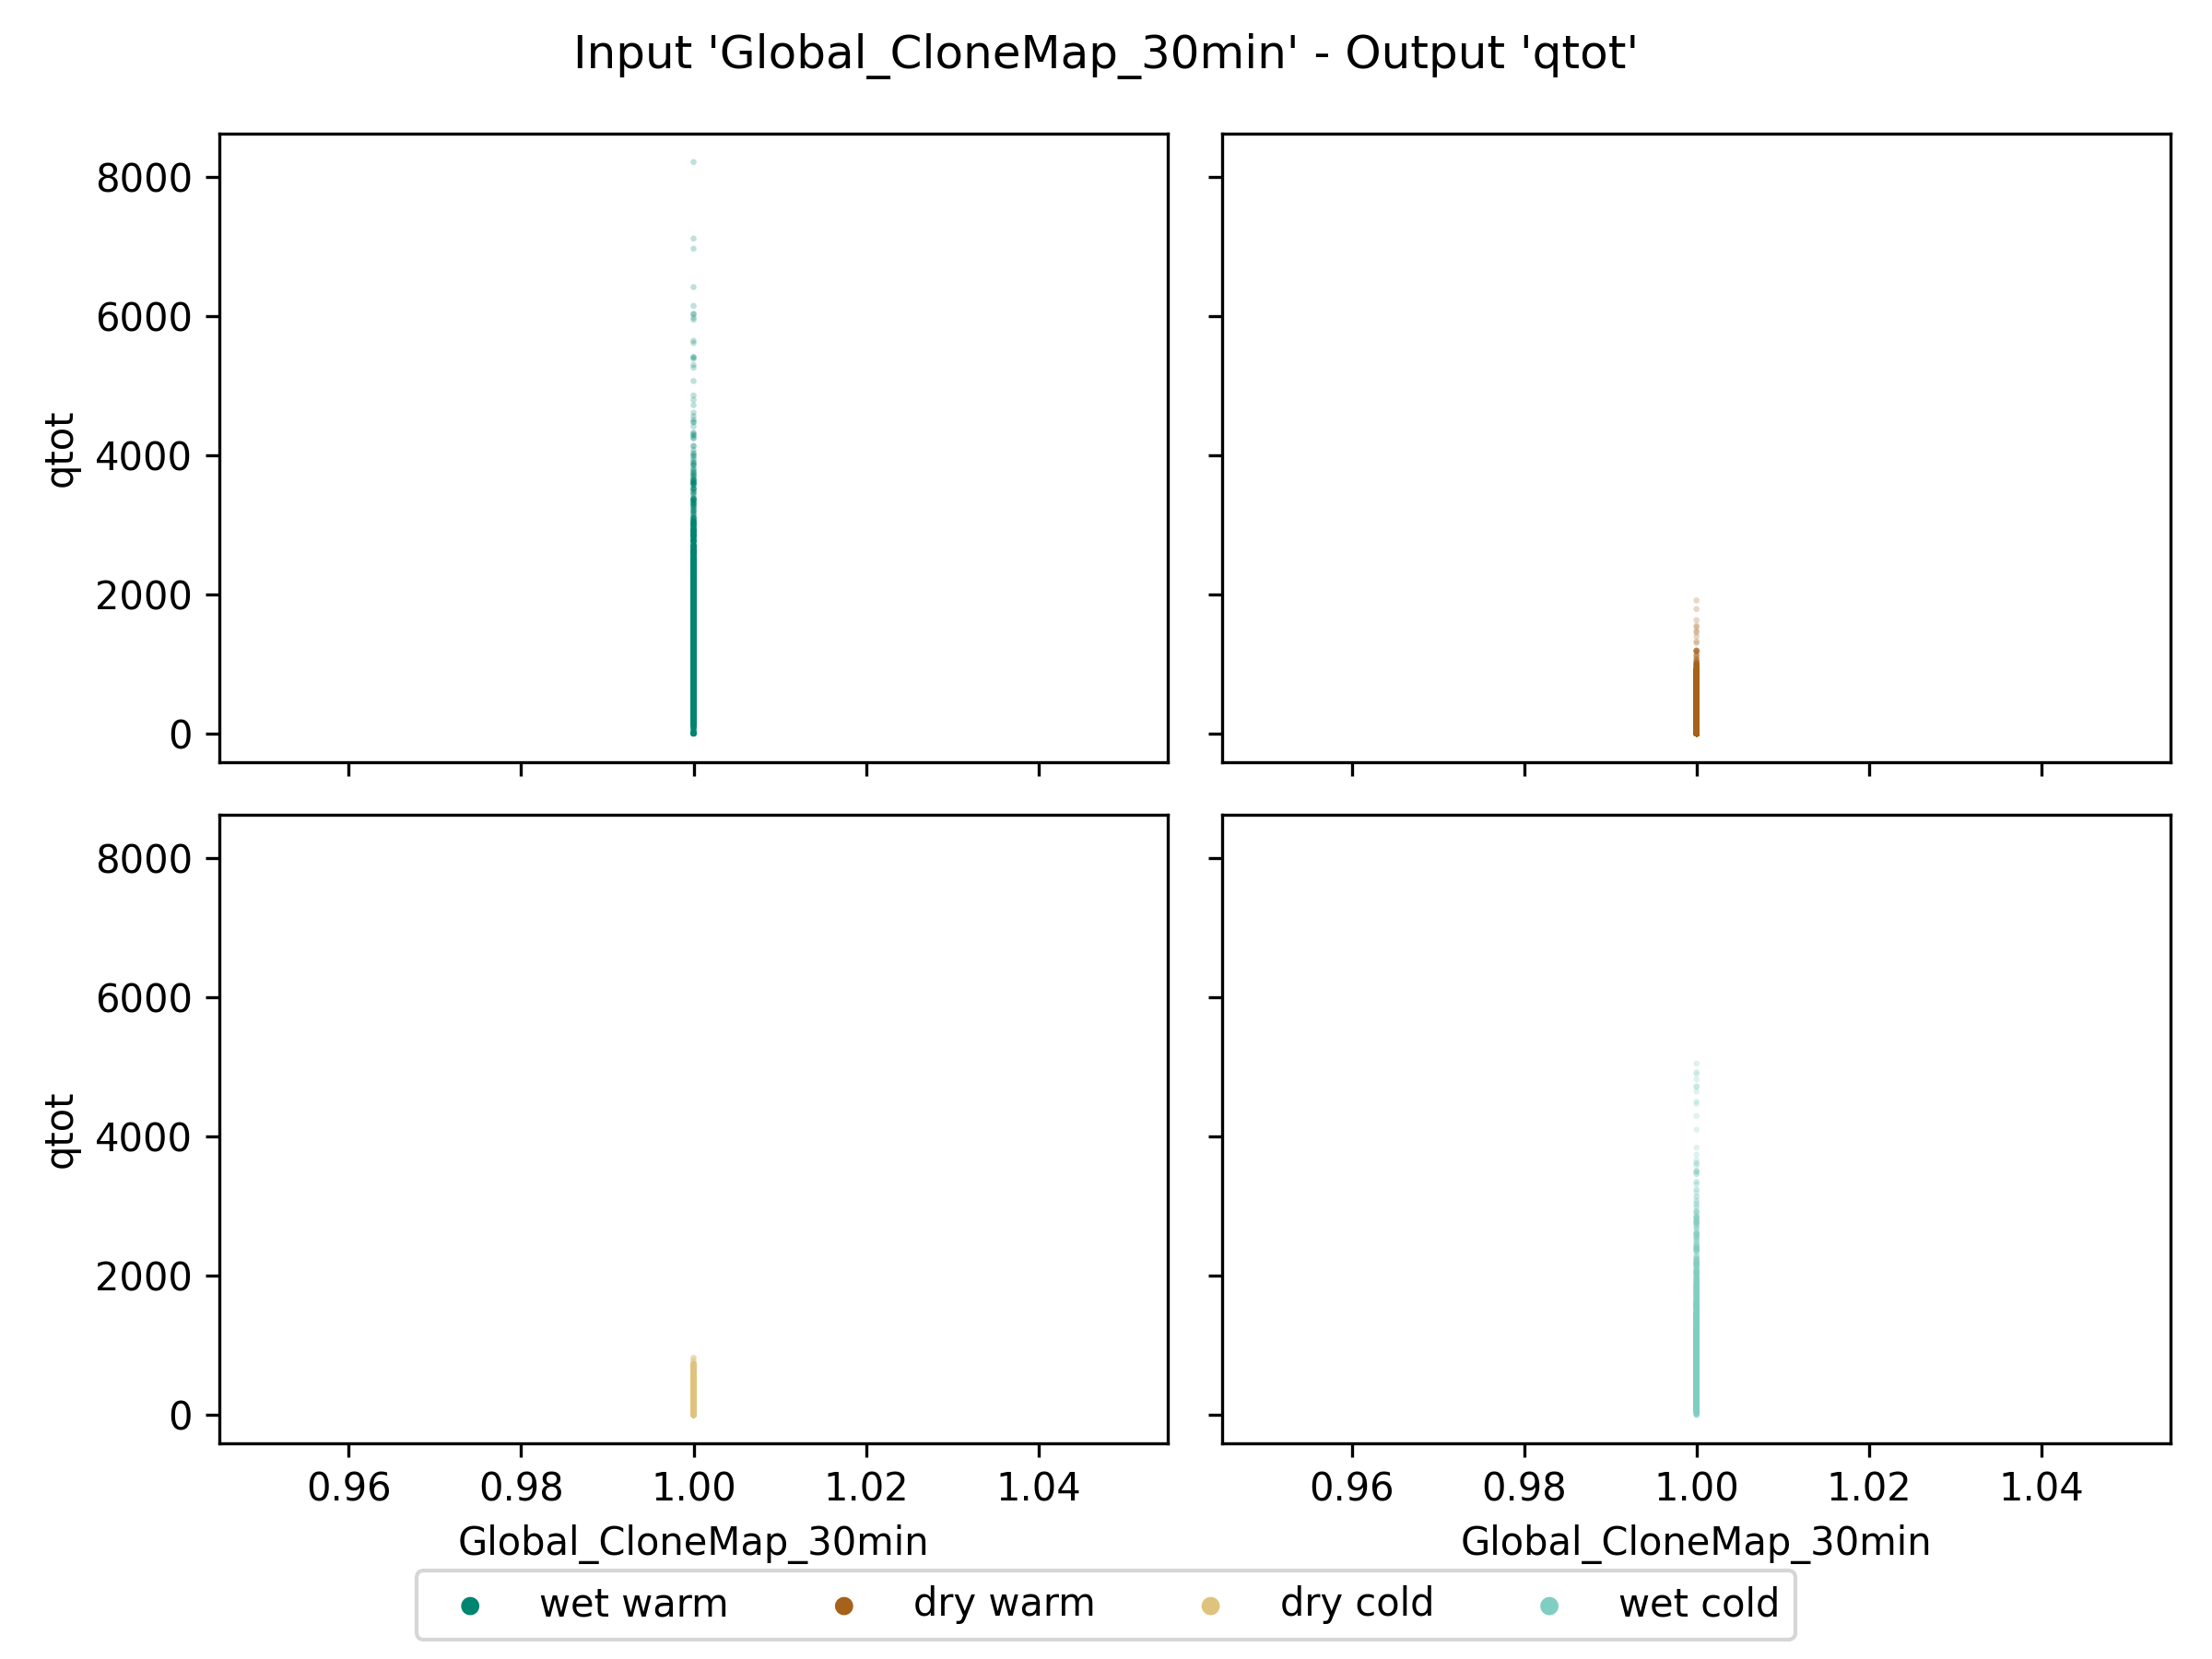 Input 'Global_CloneMap_30min' - Output 'qtot'
8000
6000
4000
2000
0
qtot
8000
6000
4000
2000
0
qtot
0.96 0.98 1.00 1.02 1.04
0.96 0.98 1.00 1.02 1.04
Global_CloneMap_30min
Global_CloneMap_30min
wet warm dry warm dry cold wet cold